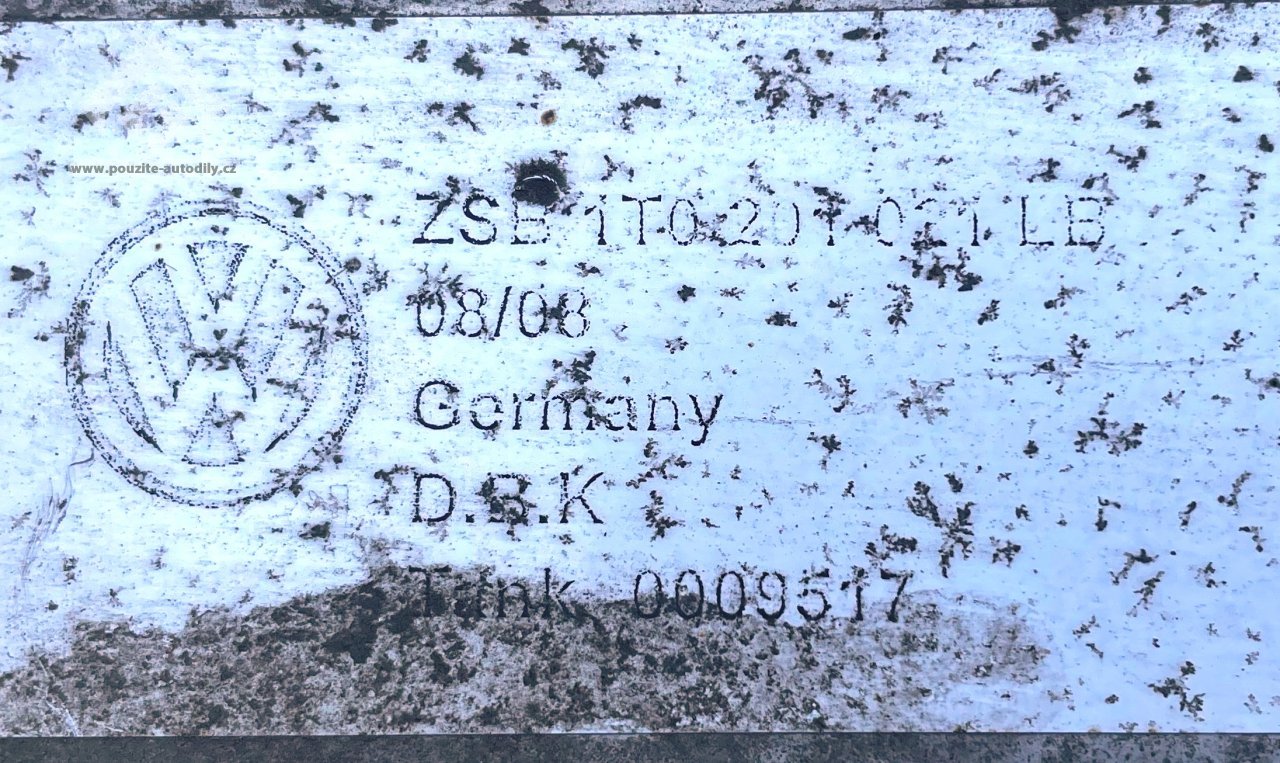 www.pouzite-autodily.cz
ZSB 1T0 201 021 LB
08/08
Germany
D.B.K
Tank 0009517